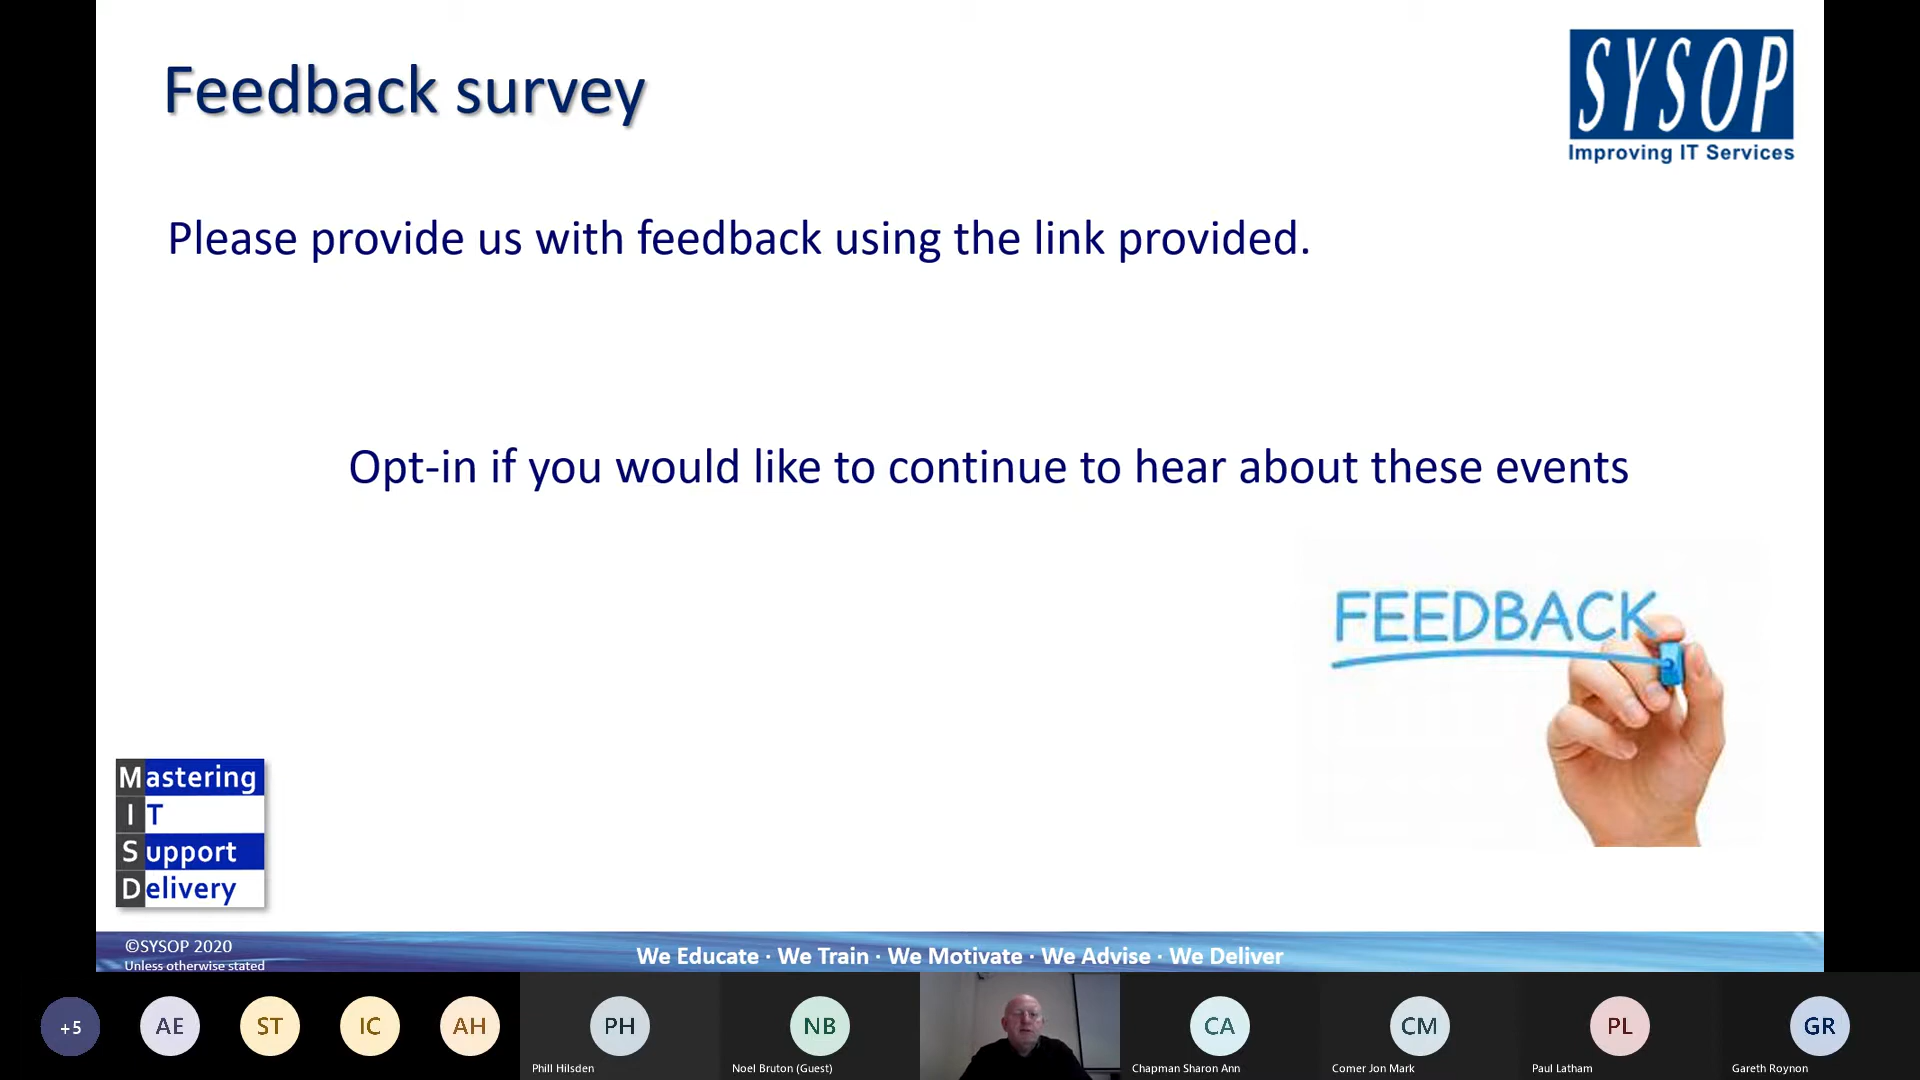 Feedback survey
SYSOP
Improving IT Services
Please provide us with feedback using the link provided.
Opt-in if you would like to continue to hear about these events
FEEDBACK
Mastering
IT
Support
Delivery
©SYSOP 2020
Unless otherwise stated
We Educate · We Train · We Motivate · We Advise · We Deliver
+5
AE
ST
IC
AH
PH
NB
CA
CM
PL
GR
Phill Hilsden
Noel Bruton (Guest)
Chapman Sharon Ann
Comer Jon Mark
Paul Latham
Gareth Roynon